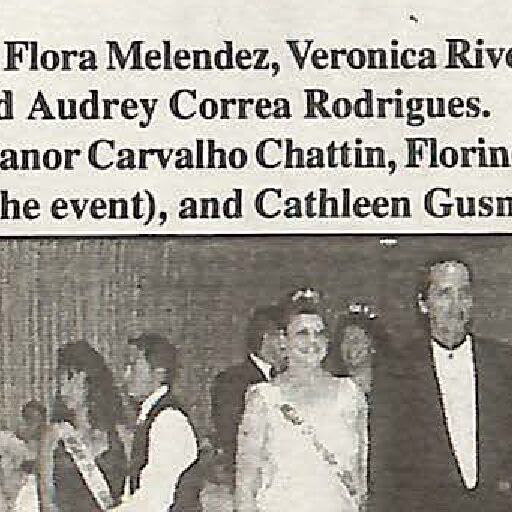 Flora Melendez, Veronica Rive
d Audrey Correa Rodrigues.
anor Carvalho Chattin, Florin
he event), and Cathleen Gusm